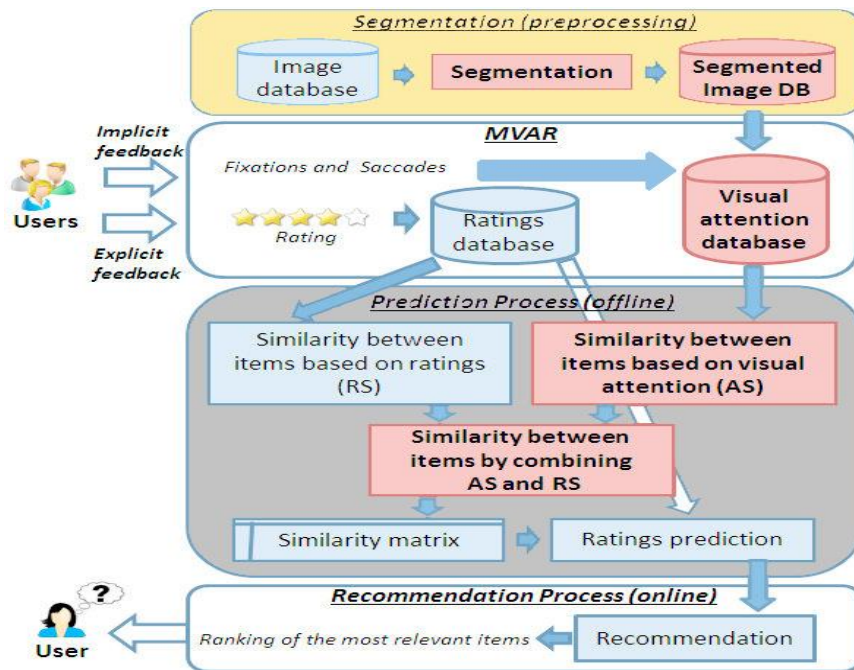 Segmentation (preprocessing)
Image
database
Segmentation
Segmented
Image DB
Implicit
feedback
MVAR
Fixations and Saccades
Users
Rating
Ratings
database
Visual
attention
database
Explicit
feedback
Prediction Process (offline)
Similarity between
items based on ratings
(RS)
Similarity between
items based on visual
attention (AS)
Similarity between
items by combining
AS and RS
Similarity matrix
Ratings prediction
Recommendation Process (online)
?
User
Ranking of the most relevant items
Recommendation